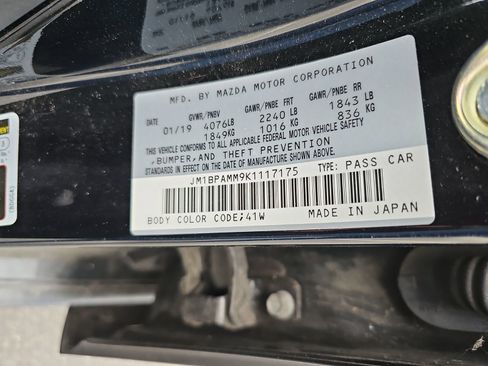 MFD. BY MAZDA MOTOR CORPORATION
DATE GVWR/PNBV GAWR/PNBE FRT GAWR/PNBE RR
01/19 4076LB 2240 LB 1843 LB
1849KG 1016 KG 836 KG
THIS VEHICLE CONFORMS TO ALL APPLICABLE FEDERAL MOTOR VEHICLE SAFETY
,BUMPER,AND THEFT PREVENTION
STANDARDS IN EFFECT ON THE DATE OF MANUFACTURE SHOWN ABOVE.
JM1BPAMM9K1117175 TYPE: PASS CAR
BODY COLOR CODE;41W MADE IN JAPAN